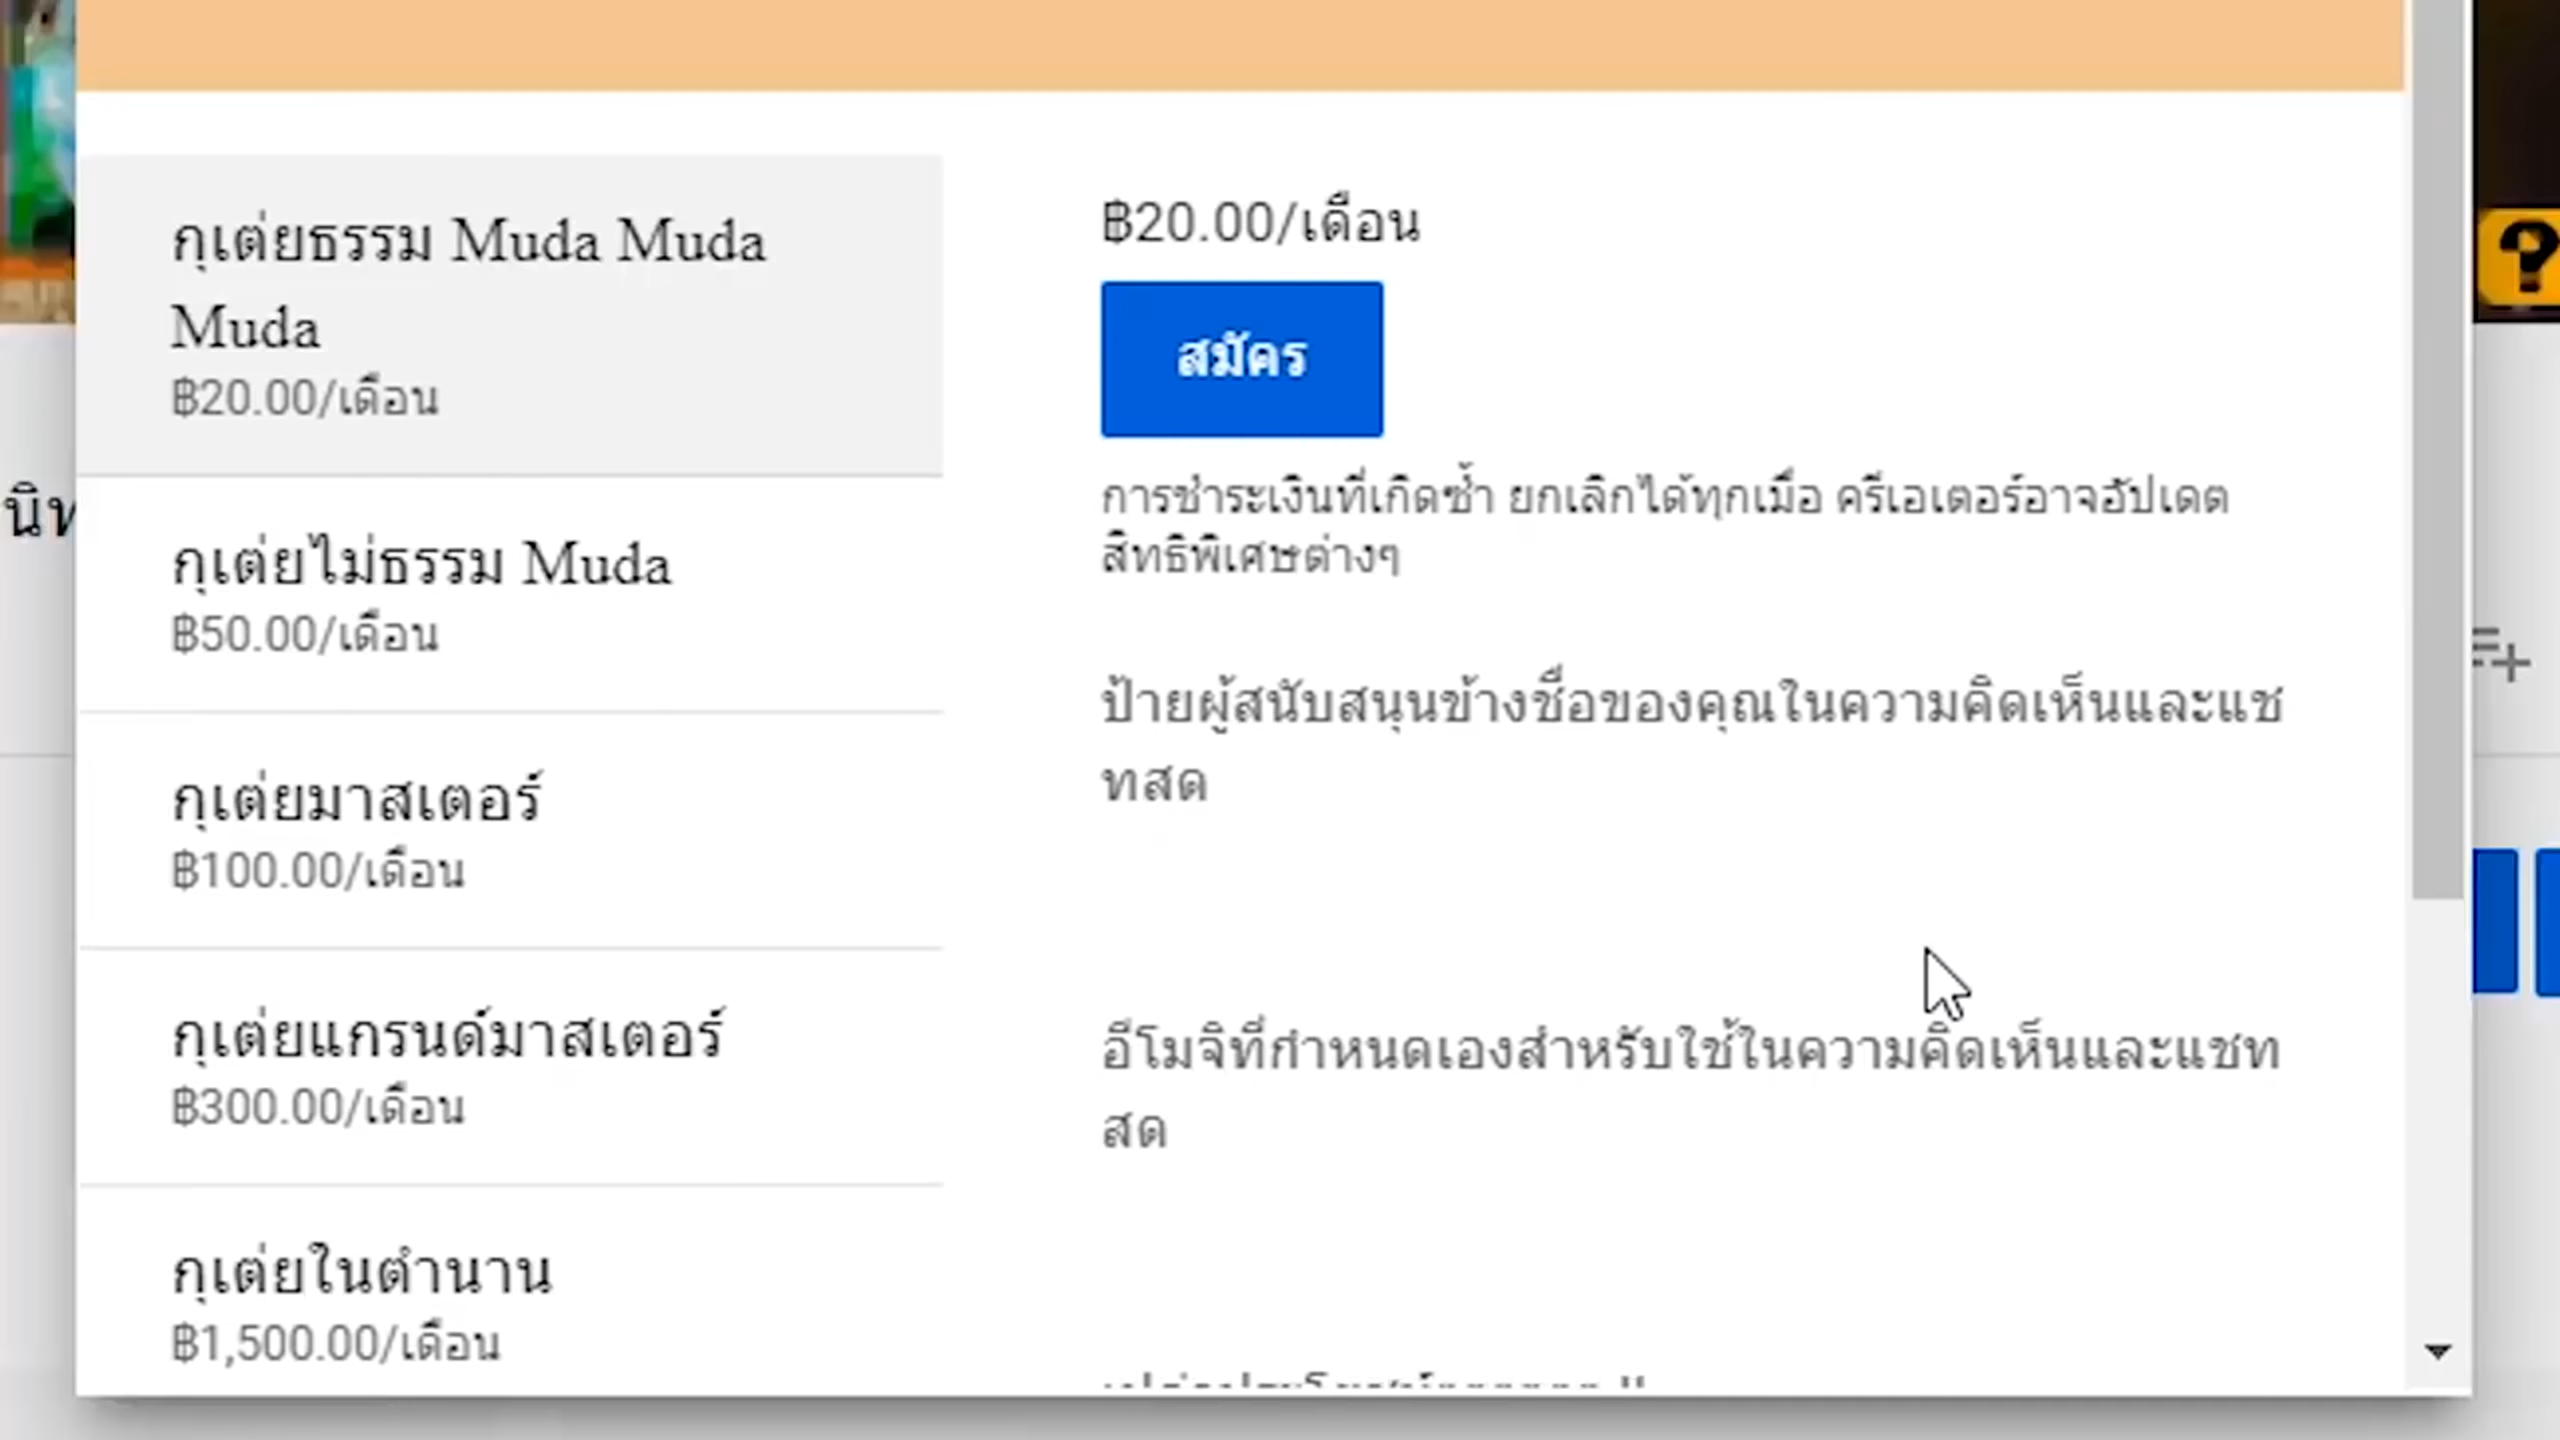 กุเต่ยธรรม Muda Muda
Muda
฿20.00/เดือน
กุเต่ยไม่ธรรม Muda
฿50.00/เดือน
กุเต่ยมาสเตอร์
฿100.00/เดือน
กุเต่ยแกรนด์มาสเตอร์
฿300.00/เดือน
กุเต่ยในตำนาน
฿1,500.00/เดือน
฿20.00/เดือน
สมัคร
การชำระเงินที่เกิดซ้ำ ยกเลิกได้ทุกเมื่อ ครีเอเตอร์อาจอัปเดต
สิทธิพิเศษต่างๆ
ป้ายผู้สนับสนุนข้างชื่อของคุณในความคิดเห็นและแช
ทสด
อีโมจิที่กำหนดเองสำหรับใช้ในความคิดเห็นและแชท
สด
?